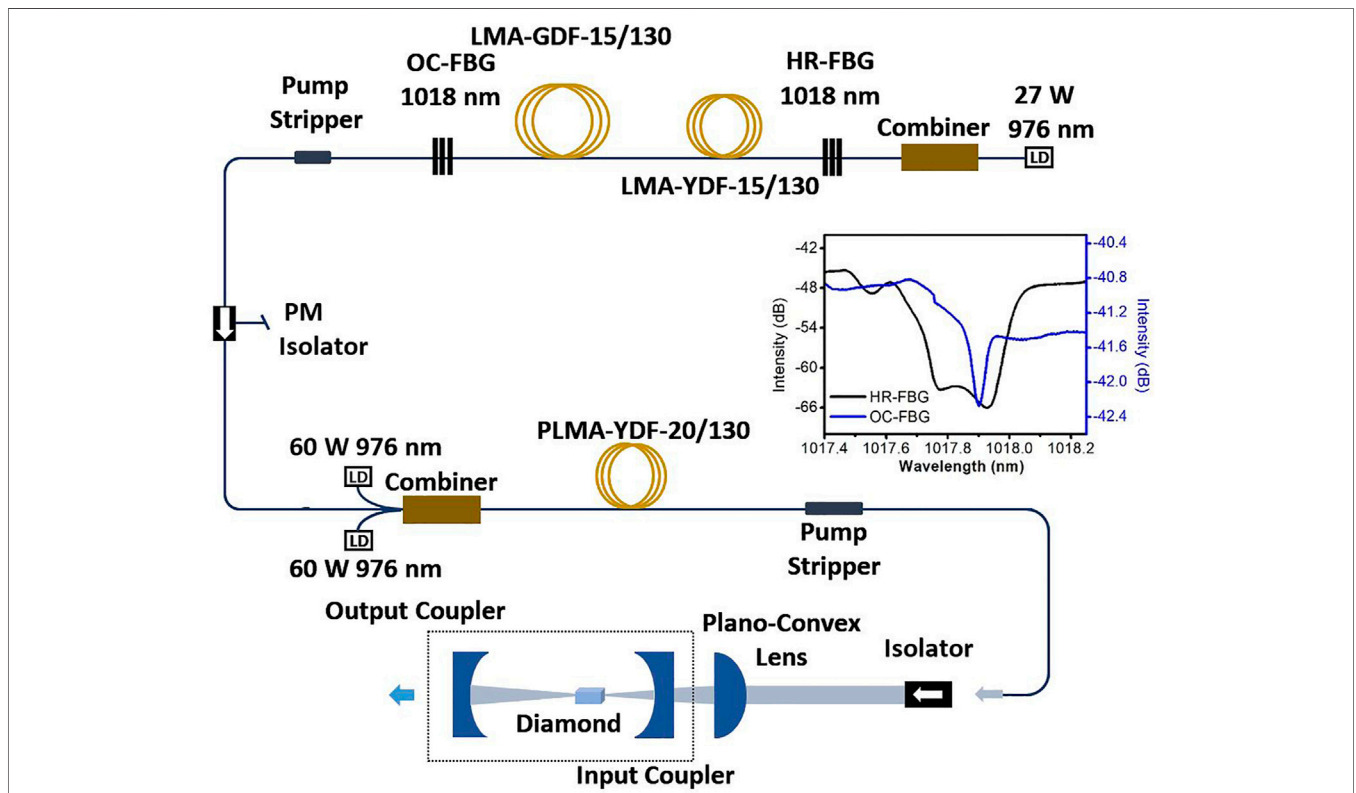 LMA-GDF-15/130
OC-FBG
1018 nm
HR-FBG
1018 nm
Pump
Stripper
27 W
976 nm
Combiner
LD
LMA-YDF-15/130
PM
Isolator
-42
-48
-54
-60
-66
Intensity (dB)
-40.4
-40.8
-41.2
-41.6
-42.0
-42.4
Intensity (dB)
HR-FBG
OC-FBG
1017.4 1017.6 1017.8 1018.0 1018.2
Wavelength (nm)
60 W 976 nm
LD
Combiner
PLMA-YDF-20/130
LD
60 W 976 nm
Pump
Stripper
Output Coupler
Plano-Convex
Lens
Isolator
Diamond
Input Coupler